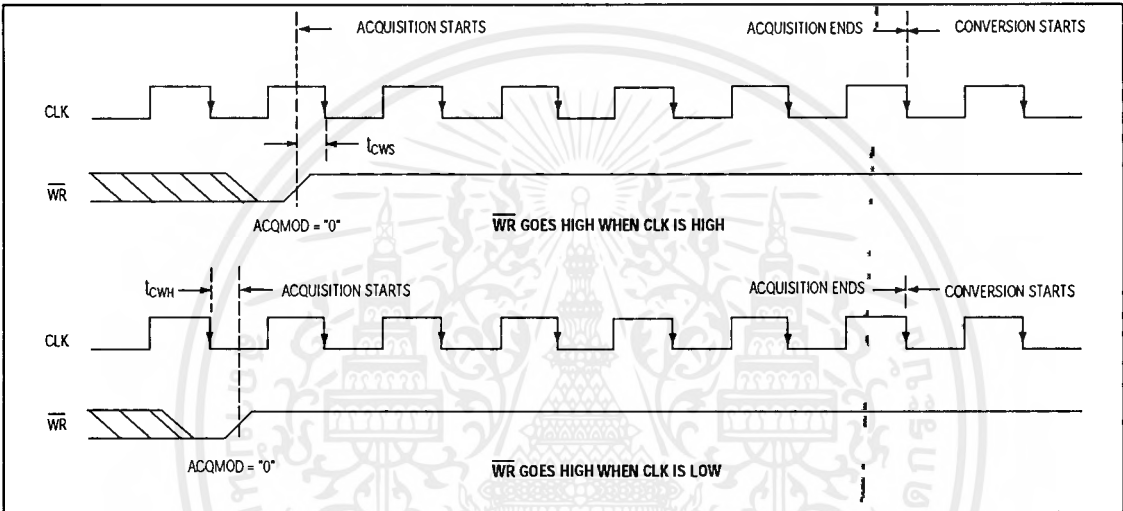 ACQUISITION STARTS
ACQUISITION ENDS
CONVERSION STARTS
CLK
tCWS
WR
ACQMOD = "0"
WR GOES HIGH WHEN CLK IS HIGH
tCWH
ACQUISITION STARTS
ACQUISITION ENDS
CONVERSION STARTS
CLK
WR
ACQMOD = "0"
WR GOES HIGH WHEN CLK IS LOW